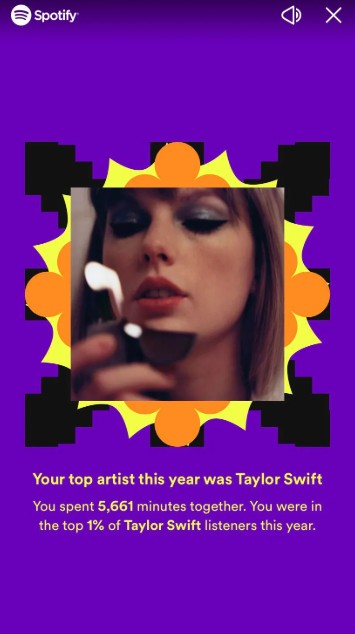 Spotify
Your top artist this year was Taylor Swift
You spent 5,661 minutes together. You were in
the top 1% of Taylor Swift listeners this year.